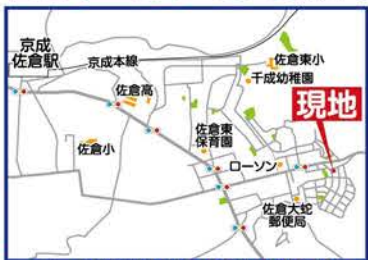 京成
佐倉駅
京成本線
佐倉高
佐倉東小
千成幼稚園
現地
佐倉小
佐倉東
保育園
ローソン
佐倉大蛇
郵便局